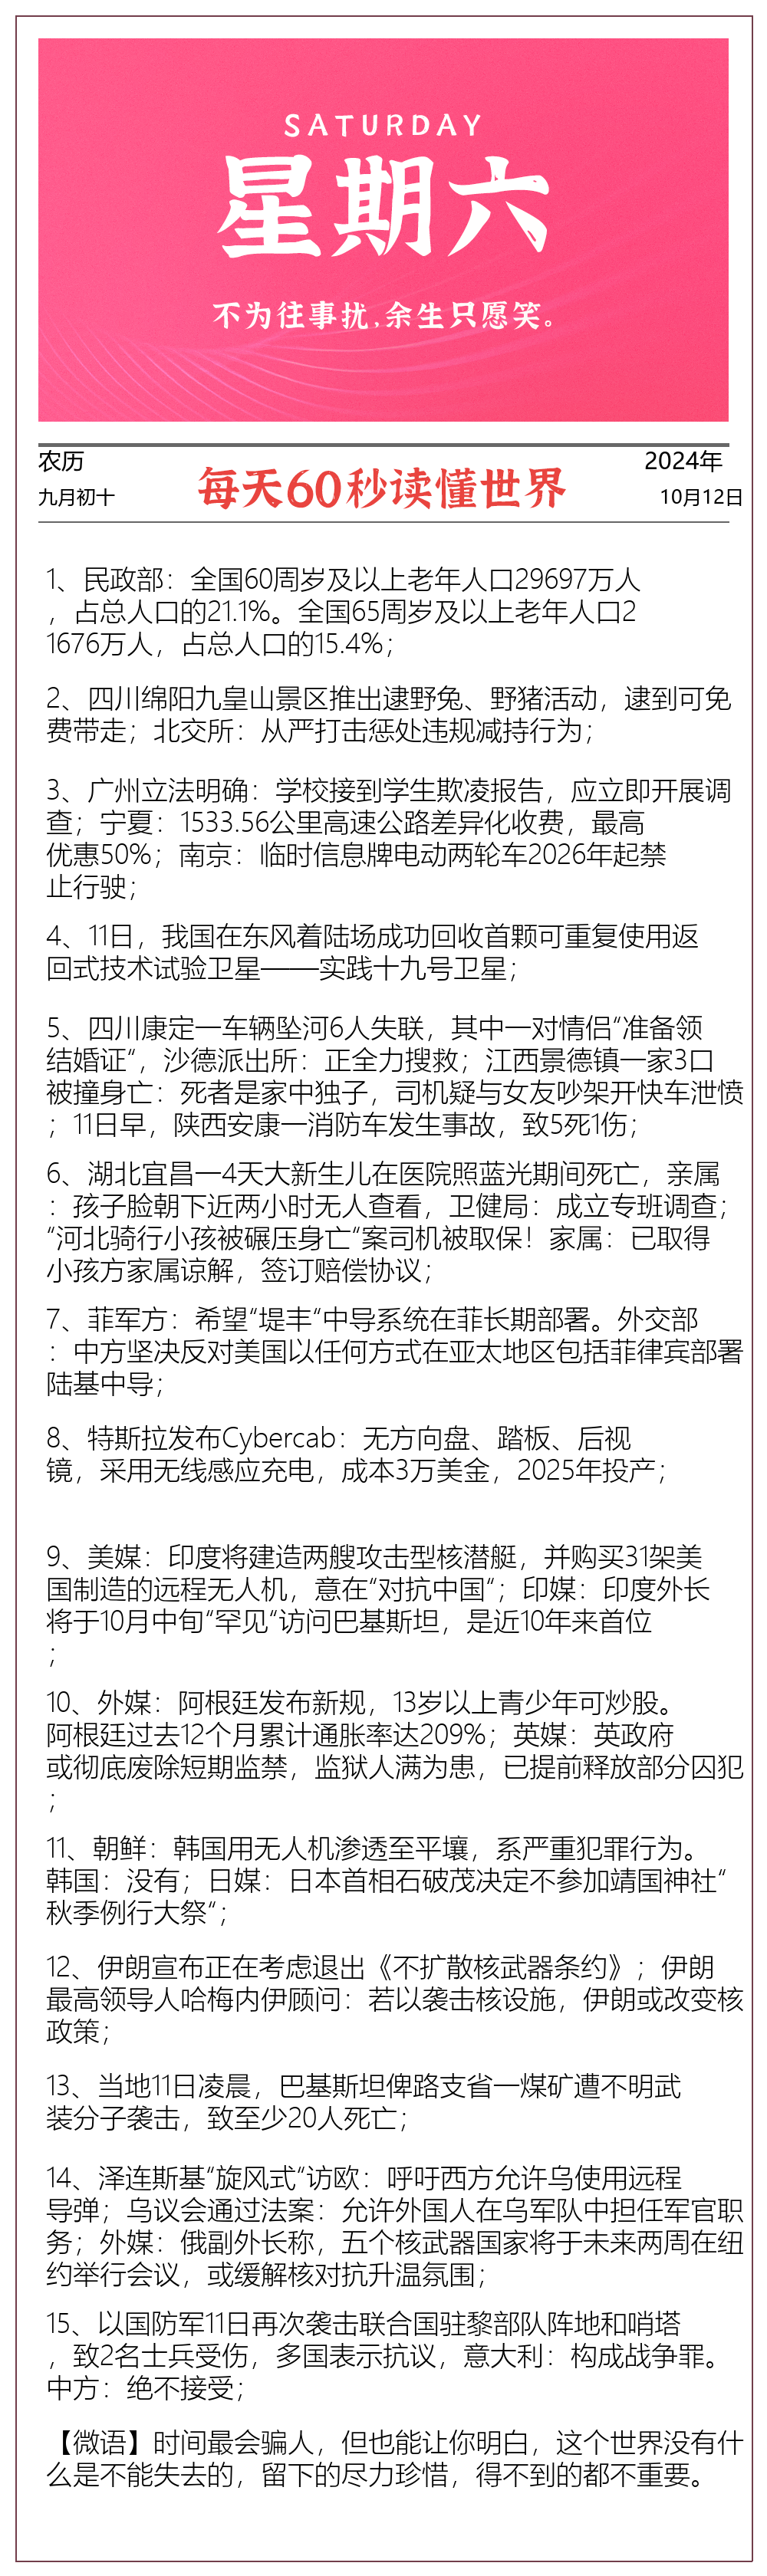 SATURDAY
星期六
不为往事扰,余生只愿笑。
农历
2024年
每天60秒读懂世界
九月初十
10月12日
1、民政部：全国60周岁及以上老年人口29697万人
，占总人口的21.1%。全国65周岁及以上老年人口2
1676万人，占总人口的15.4%；
2、四川绵阳九皇山景区推出逮野兔、野猪活动，逮到可免
费带走；北交所：从严打击惩处违规减持行为；
3、广州立法明确：学校接到学生欺凌报告，应立即开展调
查；宁夏：1533.56公里高速公路差异化收费，最高
优惠50%；南京：临时信息牌电动两轮车2026年起禁
止行驶；
4、11日，我国在东风着陆场成功回收首颗可重复使用返
回式技术试验卫星——实践十九号卫星；
5、四川康定一车辆坠河6人失联，其中一对情侣“准备领
结婚证“，沙德派出所：正全力搜救；江西景德镇一家3口
被撞身亡：死者是家中独子，司机疑与女友吵架开快车泄愤
；11日早，陕西安康一消防车发生事故，致5死1伤；
6、湖北宜昌一4天大新生儿在医院照蓝光期间死亡，亲属
：孩子脸朝下近两小时无人查看，卫健局：成立专班调查；
“河北骑行小孩被碾压身亡“案司机被取保！家属：已取得
小孩方家属谅解，签订赔偿协议；
7、菲军方：希望“堤丰“中导系统在菲长期部署。外交部
：中方坚决反对美国以任何方式在亚太地区包括菲律宾部署
陆基中导；
8、特斯拉发布Cybercab：无方向盘、踏板、后视
镜，采用无线感应充电，成本3万美金，2025年投产；
9、美媒：印度将建造两艘攻击型核潜艇，并购买31架美
国制造的远程无人机，意在“对抗中国“；印媒：印度外长
将于10月中旬“罕见“访问巴基斯坦，是近10年来首位
；
10、外媒：阿根廷发布新规，13岁以上青少年可炒股。
阿根廷过去12个月累计通胀率达209%；英媒：英政府
或彻底废除短期监禁，监狱人满为患，已提前释放部分囚犯
；
11、朝鲜：韩国用无人机渗透至平壤，系严重犯罪行为。
韩国：没有；日媒：日本首相石破茂决定不参加靖国神社“
秋季例行大祭“；
12、伊朗宣布正在考虑退出《不扩散核武器条约》；伊朗
最高领导人哈梅内伊顾问：若以袭击核设施，伊朗或改变核
政策；
13、当地11日凌晨，巴基斯坦俾路支省一煤矿遭不明武
装分子袭击，致至少20人死亡；
14、泽连斯基“旋风式“访欧：呼吁西方允许乌使用远程
导弹；乌议会通过法案：允许外国人在乌军队中担任军官职
务；外媒：俄副外长称，五个核武器国家将于未来两周在纽
约举行会议，或缓解核对抗升温氛围；
15、以国防军11日再次袭击联合国驻黎部队阵地和哨塔
，致2名士兵受伤，多国表示抗议，意大利：构成战争罪。
中方：绝不接受；
【微语】时间最会骗人，但也能让你明白，这个世界没有什
么是不能失去的，留下的尽力珍惜，得不到的都不重要。